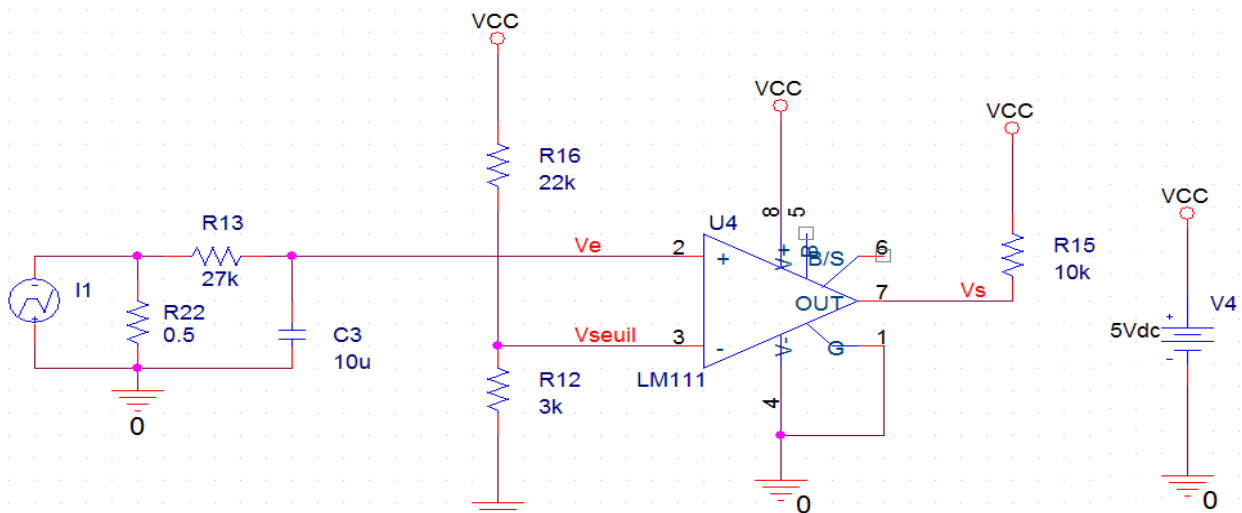 VCC
R16
22k
VCC
VCC
VCC
R13
27k
I1
R22
0.5
C3
10u
Ve
Vseuil
R12
3k
U4
2
+
3
-
LM111
8
5
V+
B
B/S
6
OUT
7
G
1
V-
4
Vs
R15
10k
V4
5Vdc
+
-
-
+
0
0
0